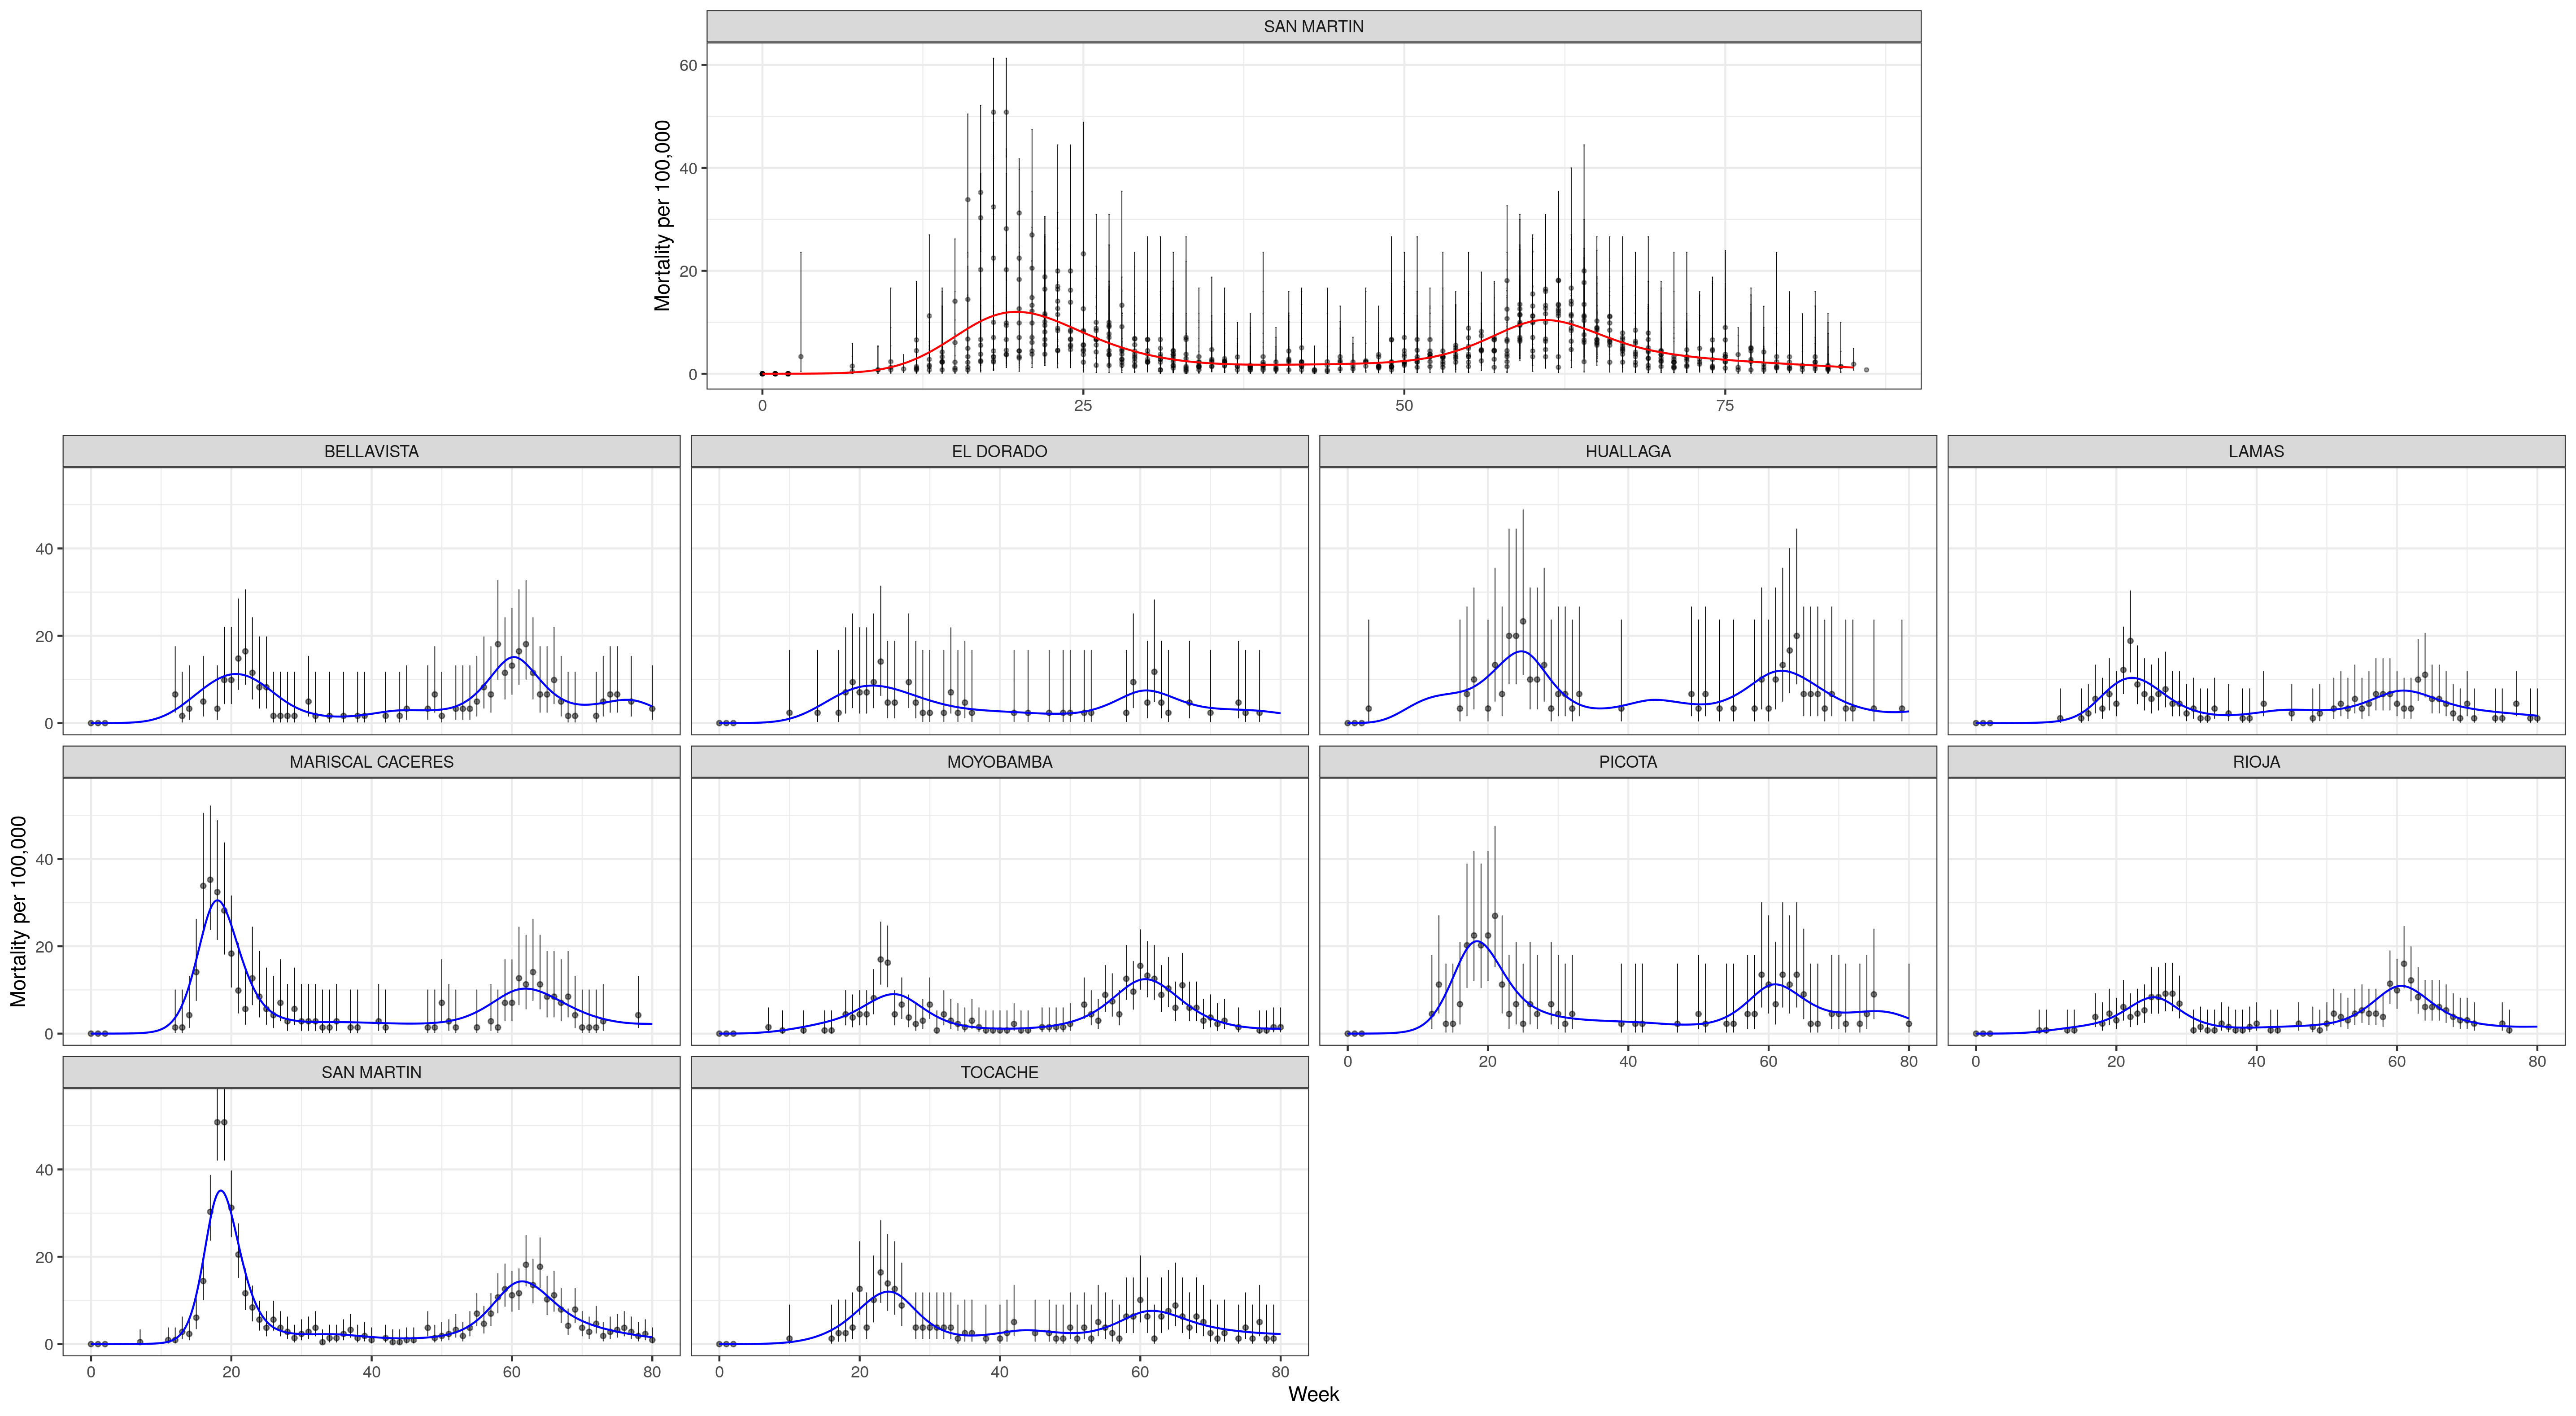 SAN MARTIN
Mortality per 100,000
60
40
20
0
0 25 50 75
BELLAVISTA EL DORADO HUALLAGA LAMAS
40
20
0
Mortality per 100,000
MARISCAL CACERES MOYOBAMBA PICOTA RIOJA
40
20
0
0 20 40 60 80 0 20 40 60 80
SAN MARTIN TOCACHE
40
20
0
0 20 40 60 80 0 20 40 60 80
Week